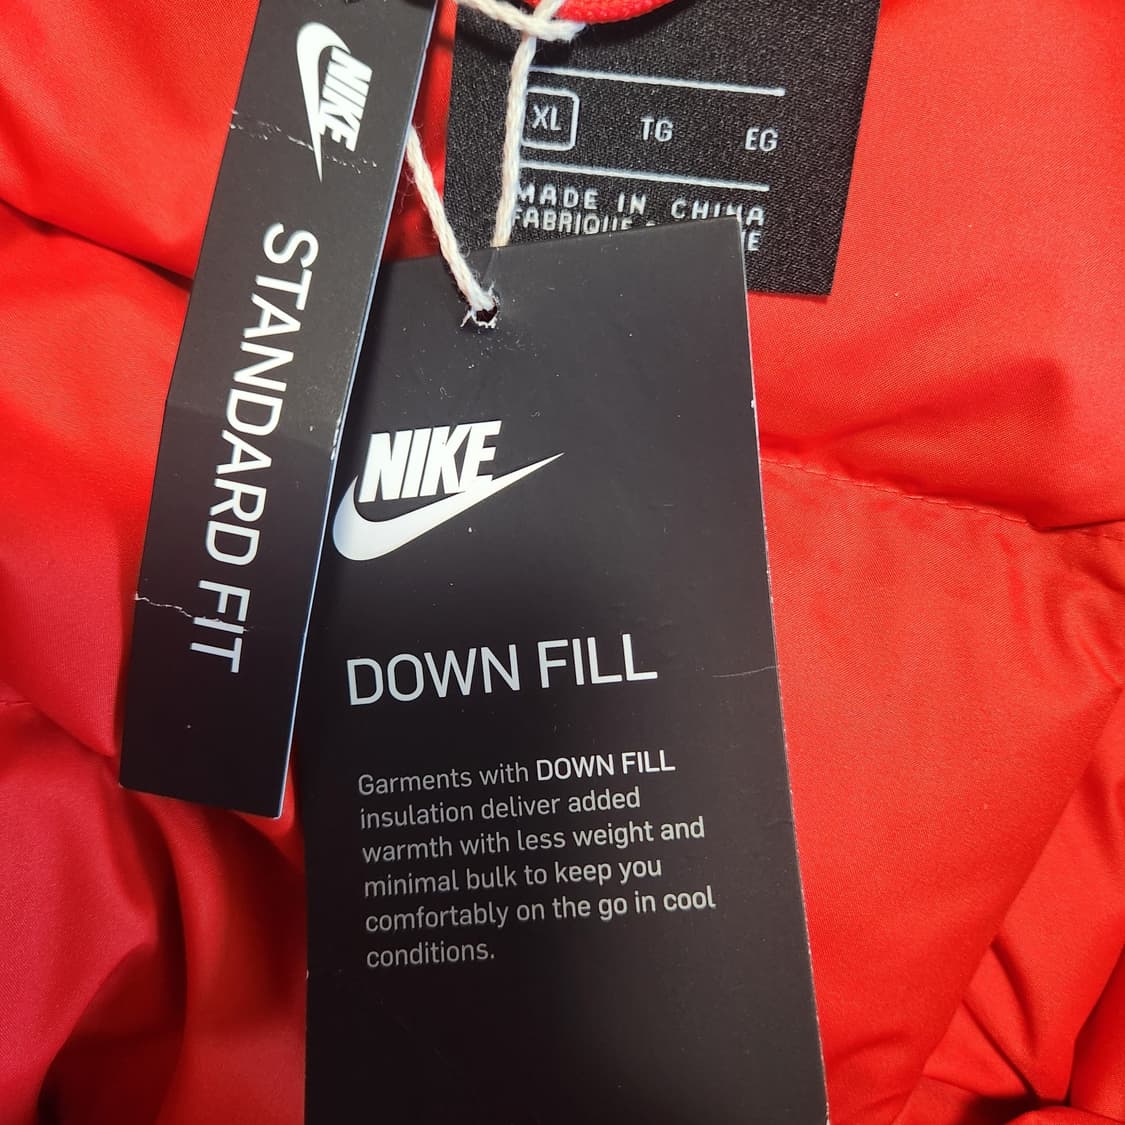 NIKE
STANDARD FIT
XL TG EG
MADE IN CHINA
NIKE
DOWN FILL
Garments with DOWN FILL
insulation deliver added
warmth with less weight and
minimal bulk to keep you
comfortably on the go in cool
conditions.